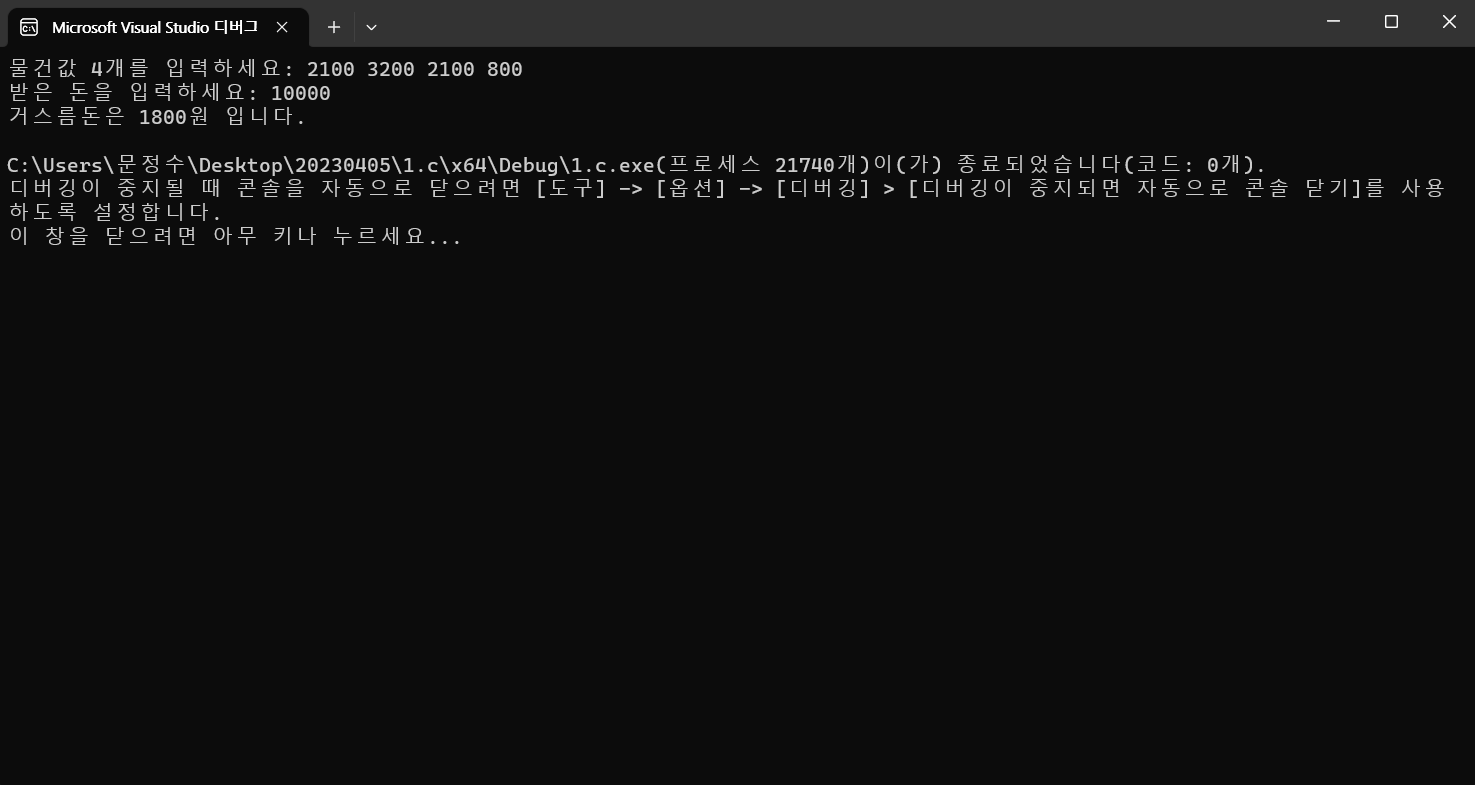 Microsoft Visual Studio 디버그
물건값 4개를 입력하세요: 2100 3200 2100 800
받은 돈을 입력하세요: 10000
거스름돈은 1800원 입니다.
C:\Users\문정수\Desktop\20230405\1.c\x64\Debug\1.c.exe(프로세스 21740개)이(가) 종료되었습니다(코드: 0개).
디버깅이 중지될 때 콘솔을 자동으로 닫으려면 [도구] -> [옵션] -> [디버깅] > [디버깅이 중지되면 자동으로 콘솔 닫기]를 사용
하도록 설정합니다.
이 창을 닫으려면 아무 키나 누르세요...